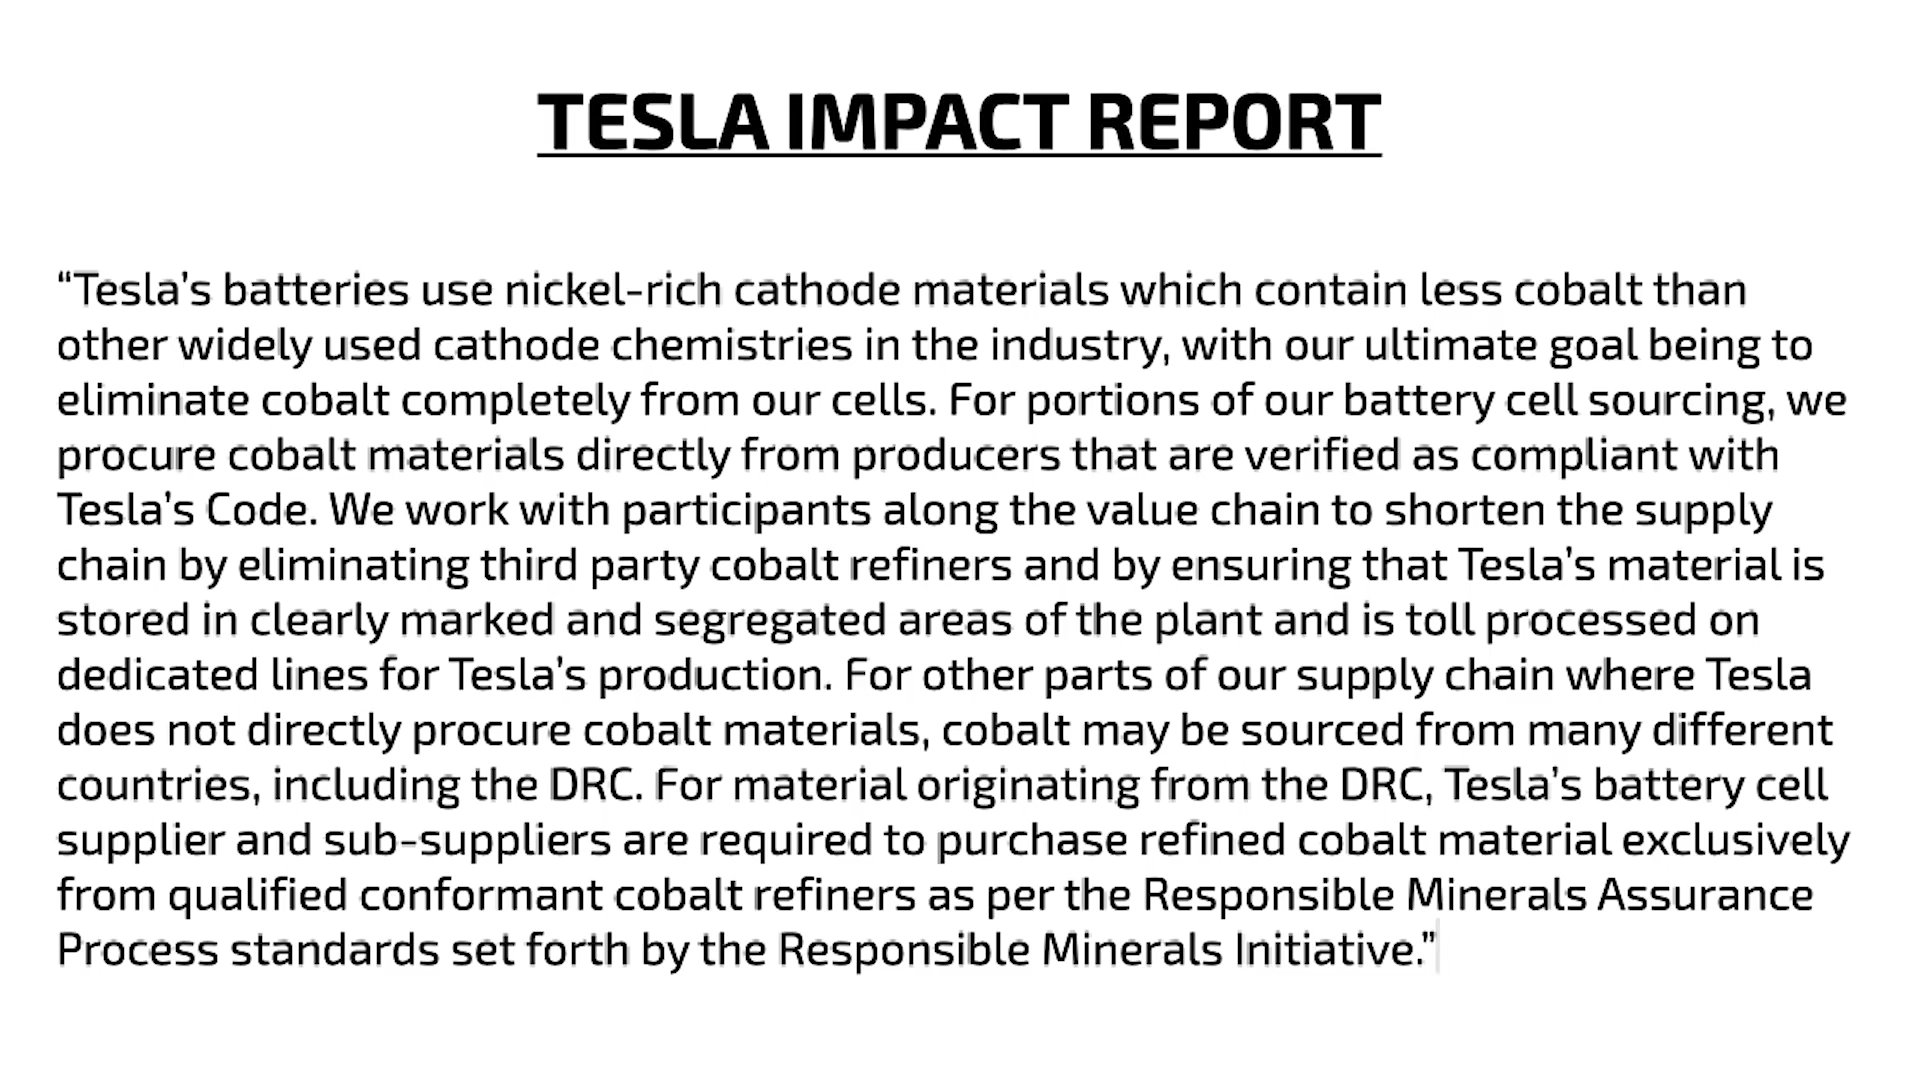 TESLA IMPACT REPORT
“Tesla’s batteries use nickel-rich cathode materials which contain less cobalt than
other widely used cathode chemistries in the industry, with our ultimate goal being to
eliminate cobalt completely from our cells. For portions of our battery cell sourcing, we
procure cobalt materials directly from producers that are verified as compliant with
Tesla’s Code. We work with participants along the value chain to shorten the supply
chain by eliminating third party cobalt refiners and by ensuring that Tesla’s material is
stored in clearly marked and segregated areas of the plant and is toll processed on
dedicated lines for Tesla’s production. For other parts of our supply chain where Tesla
does not directly procure cobalt materials, cobalt may be sourced from many different
countries, including the DRC. For material originating from the DRC, Tesla’s battery cell
supplier and sub-suppliers are required to purchase refined cobalt material exclusively
from qualified conformant cobalt refiners as per the Responsible Minerals Assurance
Process standards set forth by the Responsible Minerals Initiative.”